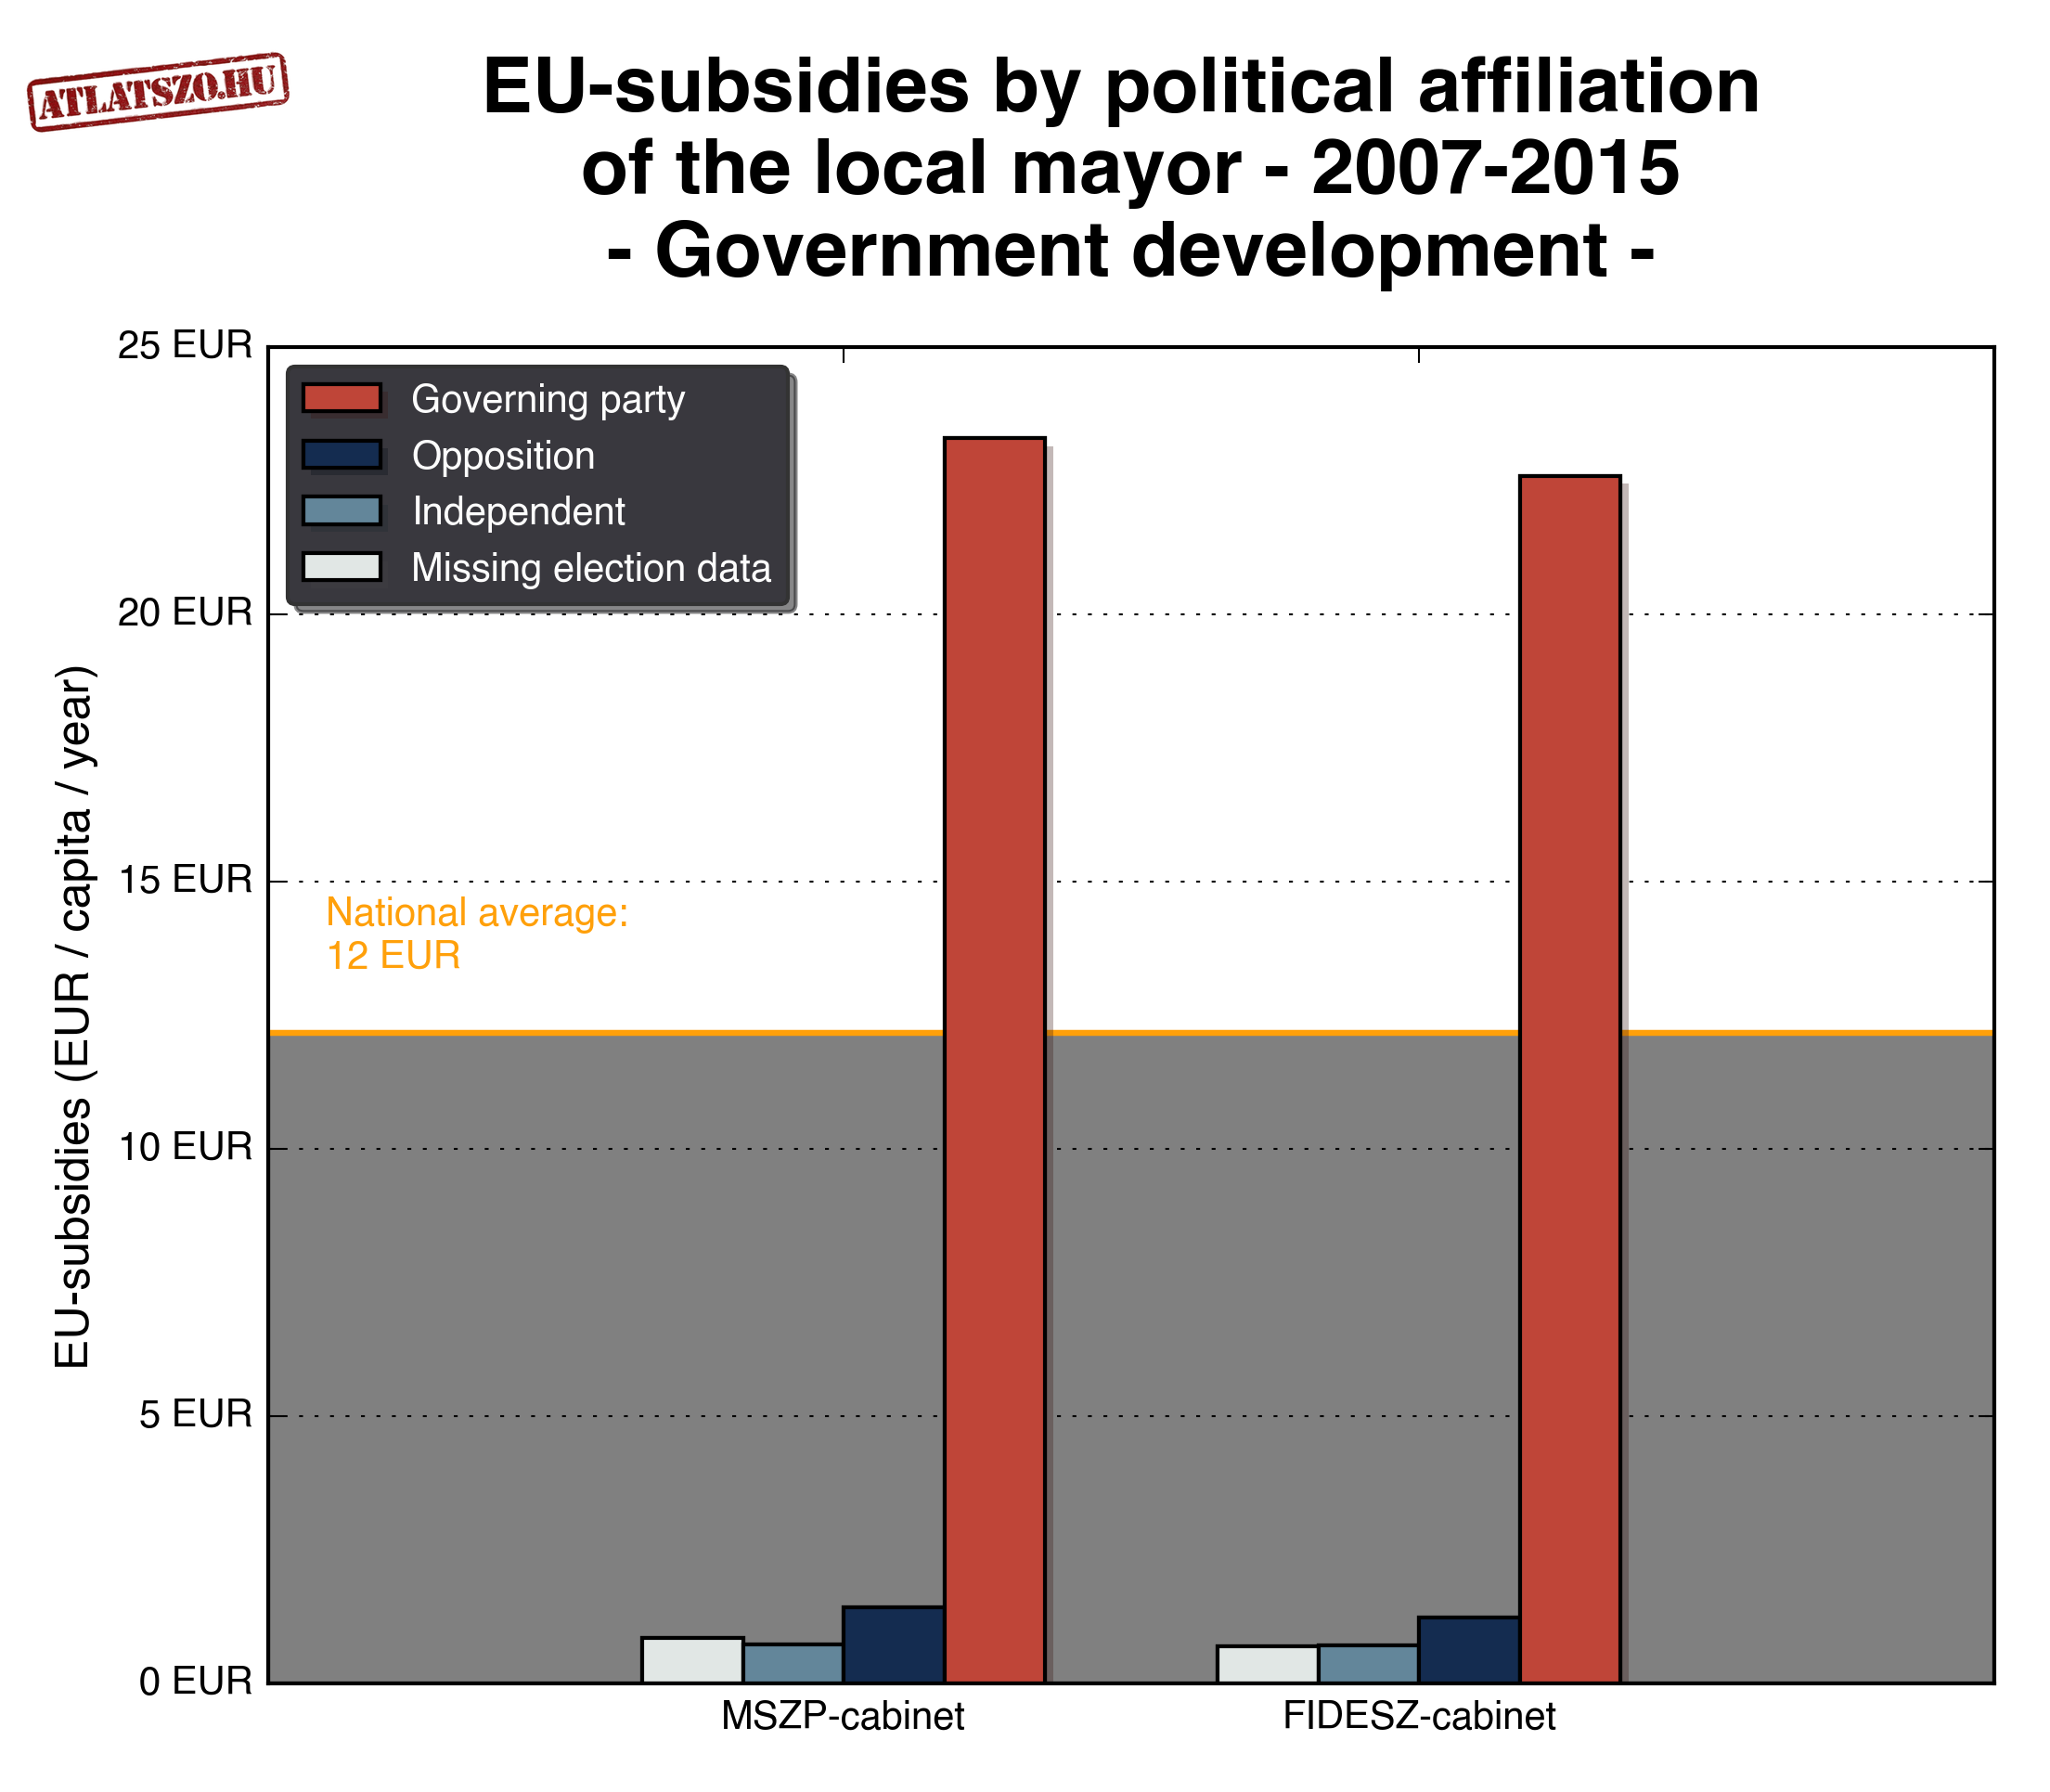 ATLATSZO.HU
EU-subsidies by political affiliation
of the local mayor - 2007-2015
- Government development -
EU-subsidies (EUR / capita / year)
25 EUR
20 EUR
15 EUR
10 EUR
5 EUR
0 EUR
Governing party
Opposition
Independent
Missing election data
National average:
12 EUR
MSZP-cabinet
FIDESZ-cabinet